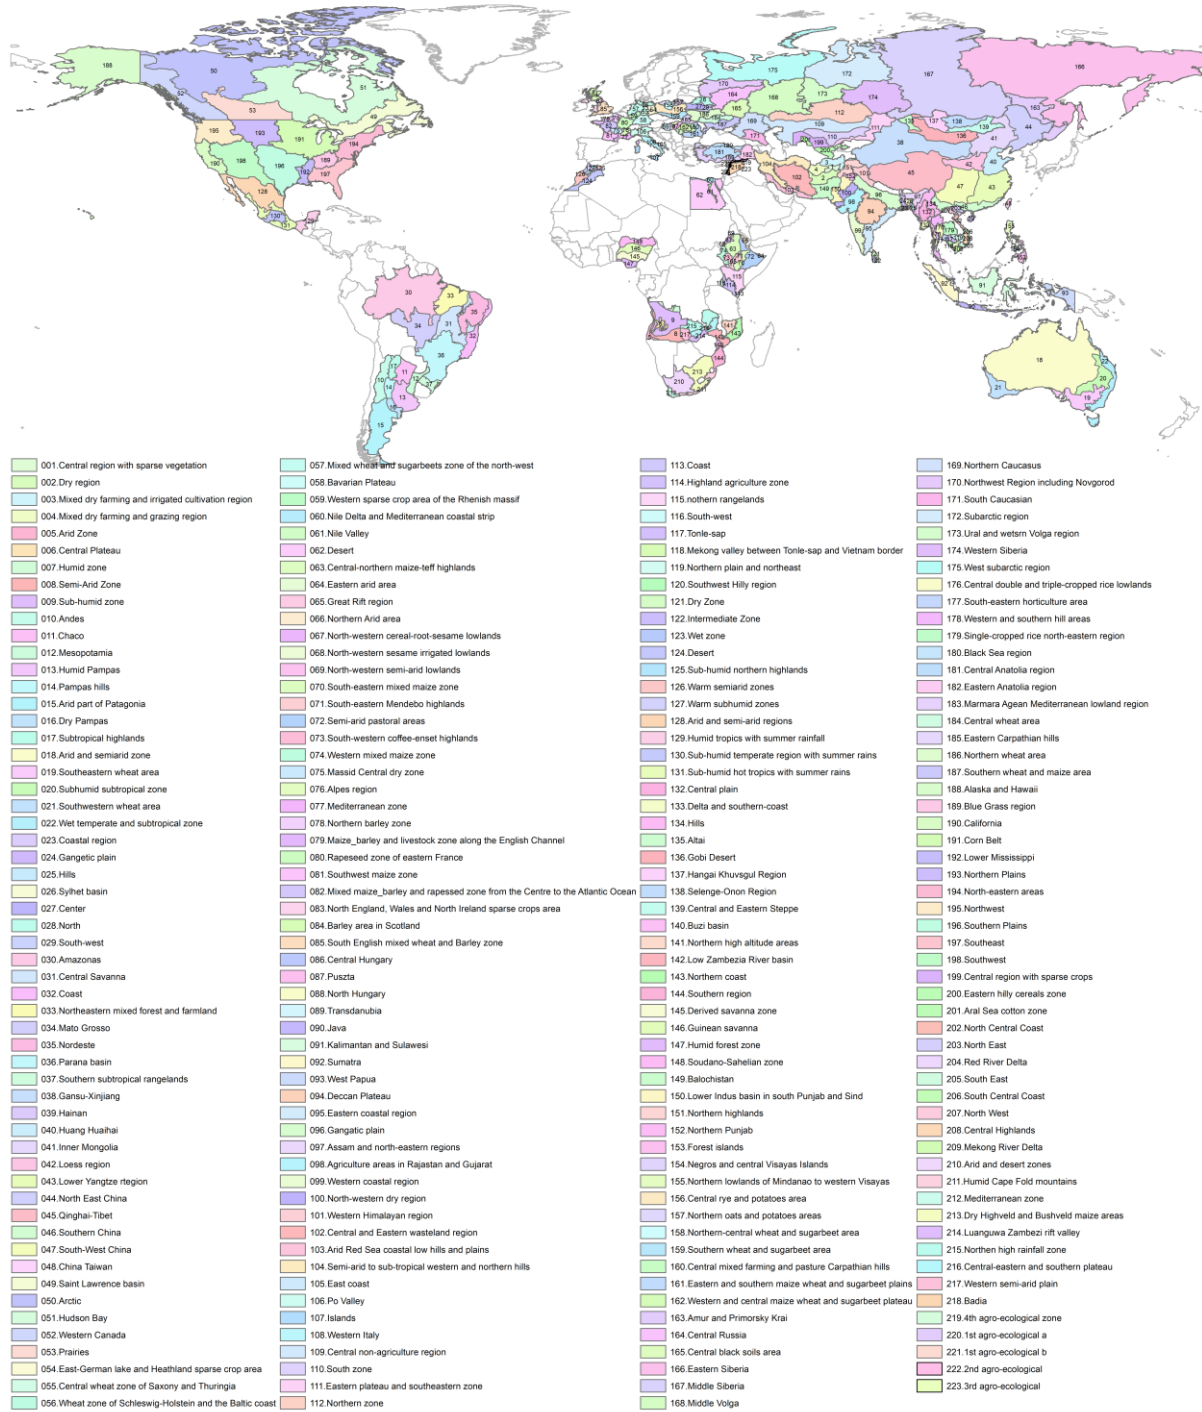 001.Central region with sparse vegetation
002.Dry region
003.Mixed dry farming and irrigated cultivation region
004.Mixed dry farming and grazing region
005.Arid Zone
006.Central Plateau
007.Humid zone
008.Semi-Arid Zone
009.Sub-humid zone
010.Andes
011.Chaco
012.Mesopotamia
013.Humid Pampas
014.Pampas hills
015.Arid part of Patagonia
016.Dry Pampas
017.Subtropical highlands
018.Arid and semiarid zone
019.Southeastern wheat area
020.Subhumid subtropical zone
021.Southwestern wheat area
022.Wet temperate and subtropical zone
023.Coastal region
024.Gangetic plain
025.Hills
026.Sylhet basin
027.Center
028.North
029.South-west
030.Amazonas
031.Central Savanna
032.Coast
033.Northeastern mixed forest and farmland
034.Mato Grosso
035.Nordeste
036.Parana basin
037.Southern subtropical rangelands
038.Gansu-Xinjiang
039.Hainan
040.Huang Huaihai
041.Inner Mongolia
042.Loess region
043.Lower Yangtze rtegion
044.North East China
045.Qinghai-Tibet
046.Southern China
047.South-West China
048.China Taiwan
049.Saint Lawrence basin
050.Arctic
051.Hudson Bay
052.Western Canada
053.Prairies
054.East-German lake and Heathland sparse crop area
055.Central wheat zone of Saxony and Thuringia
056.Wheat zone of Schleswig-Holstein and the Baltic coast
057.Mixed wheat and sugarbeets zone of the north-west
058.Bavarian Plateau
059.Western sparse crop area of the Rhenish massif
060.Nile Delta and Mediterranean coastal strip
061.Nile Valley
062.Desert
063.Central-northern maize-teff highlands
064.Eastern arid area
065.Great Rift region
066.Northern Arid area
067.North-western cereal-root-sesame lowlands
068.North-western sesame irrigated lowlands
069.North-western semi-arid lowlands
070.South-eastern mixed maize zone
071.South-eastern Mendebo highlands
072.Semi-arid pastoral areas
073.South-western coffee-enset highlands
074.Western mixed maize zone
075.Massid Central dry zone
076.Alpes region
077.Mediterranean zone
078.Northern barley zone
079.Maize_barley and livestock zone along the English Channel
080.Rapeseed zone of eastern France
081.Southwest maize zone
082.Mixed maize_barley and rapessed zone from the Centre to the Atlantic Ocean
083.North England, Wales and North Ireland sparse crops area
084.Barley area in Scotland
085.South English mixed wheat and Barley zone
086.Central Hungary
087.Puszta
088.North Hungary
089.Transdanubia
090.Java
091.Kalimantan and Sulawesi
092.Sumatra
093.West Papua
094.Deccan Plateau
095.Eastern coastal region
096.Gangatic plain
097.Assam and north-eastern regions
098.Agriculture areas in Rajastan and Gujarat
099.Western coastal region
100.North-western dry region
101.Western Himalayan region
102.Central and Eastern wasteland region
103.Arid Red Sea coastal low hills and plains
104.Semi-arid to sub-tropical western and northern hills
105.East coast
106.Po Valley
107.Islands
108.Western Italy
109.Central non-agriculture region
110.South zone
111.Eastern plateau and southeastern zone
112.Northern zone
113.Coast
114.Highland agriculture zone
115.nothern rangelands
116.South-west
117.Tonle-sap
118.Mekong valley between Tonle-sap and Vietnam border
119.Northern plain and northeast
120.Southwest Hilly region
121.Dry Zone
122.Intermediate Zone
123.Wet zone
124.Desert
125.Sub-humid northern highlands
126.Warm semiarid zones
127.Warm subhumid zones
128.Arid and semi-arid regions
129.Humid tropics with summer rainfall
130.Sub-humid temperate region with summer rains
131.Sub-humid hot tropics with summer rains
132.Central plain
133.Delta and southern-coast
134.Hills
135.Altai
136.Gobi Desert
137.Hangai Khuvsgul Region
138.Selenge-Onon Region
139.Central and Eastern Steppe
140.Buzi basin
141.Northern high altitude areas
142.Low Zambezia River basin
143.Northern coast
144.Southern region
145.Derived savanna zone
146.Guinean savanna
147.Humid forest zone
148.Soudano-Sahelian zone
149.Balochistan
150.Lower Indus basin in south Punjab and Sind
151.Northern highlands
152.Northern Punjab
153.Forest islands
154.Negros and central Visayas Islands
155.Northern lowlands of Mindanao to western Visayas
156.Central rye and potatoes area
157.Northern oats and potatoes areas
158.Northern-central wheat and sugarbeet area
159.Southern wheat and sugarbeet area
160.Central mixed farming and pasture Carpathian hills
161.Eastern and southern maize wheat and sugarbeet plains
162.Western and central maize wheat and sugarbeet plateau
163.Amur and Primorsky Krai
164.Central Russia
165.Central black soils area
166.Eastern Siberia
167.Middle Siberia
168.Middle Volga
169.Northern Caucasus
170.Northwest Region including Novgorod
171.South Caucasian
172.Subarctic region
173.Ural and wetsrn Volga region
174.Western Siberia
175.West subarctic region
176.Central double and triple-cropped rice lowlands
177.South-eastern horticulture area
178.Western and southern hill areas
179.Single-cropped rice north-eastern region
180.Black Sea region
181.Central Anatolia region
182.Eastern Anatolia region
183.Marmara Agean Mediterranean lowland region
184.Central wheat area
185.Eastern Carpathian hills
186.Northern wheat area
187.Southern wheat and maize area
188.Alaska and Hawaii
189.Blue Grass region
190.California
191.Corn Belt
192.Lower Mississippi
193.Northern Plains
194.North-eastern areas
195.Northwest
196.Southern Plains
197.Southeast
198.Southwest
199.Central region with sparse crops
200.Eastern hilly cereals zone
201.Aral Sea cotton zone
202.North Central Coast
203.North East
204.Red River Delta
205.South East
206.South Central Coast
207.North West
208.Central Highlands
209.Mekong River Delta
210.Arid and desert zones
211.Humid Cape Fold mountains
212.Mediterranean zone
213.Dry Highveld and Bushveld maize areas
214.Luanguwa Zambezi rift valley
215.Northen high rainfall zone
216.Central-eastern and southern plateau
217.Western semi-arid plain
218.Badia
219.4th agro-ecological zone
220.1st agro-ecological a
221.1st agro-ecological b
222.2nd agro-ecological
223.3rd agro-ecological